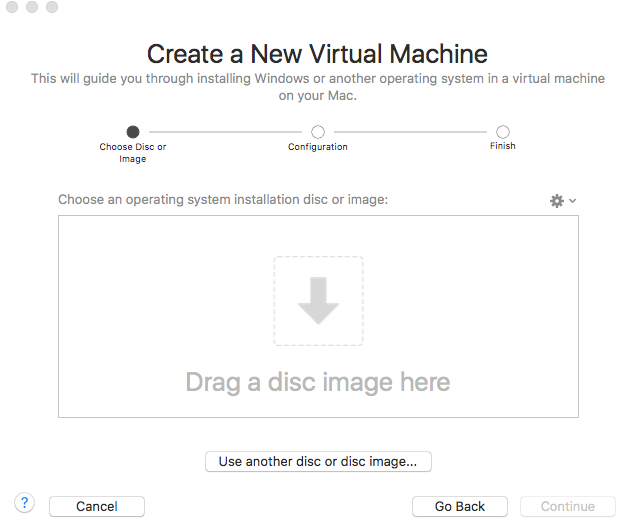 Create a New Virtual Machine
This will guide you through installing Windows or another operating system in a virtual machine
on your Mac.
Choose Disc or
Image
Configuration
Finish
Choose an operating system installation disc or image:
Drag a disc image here
Use another disc or disc image...
?
Cancel
Go Back
Continue